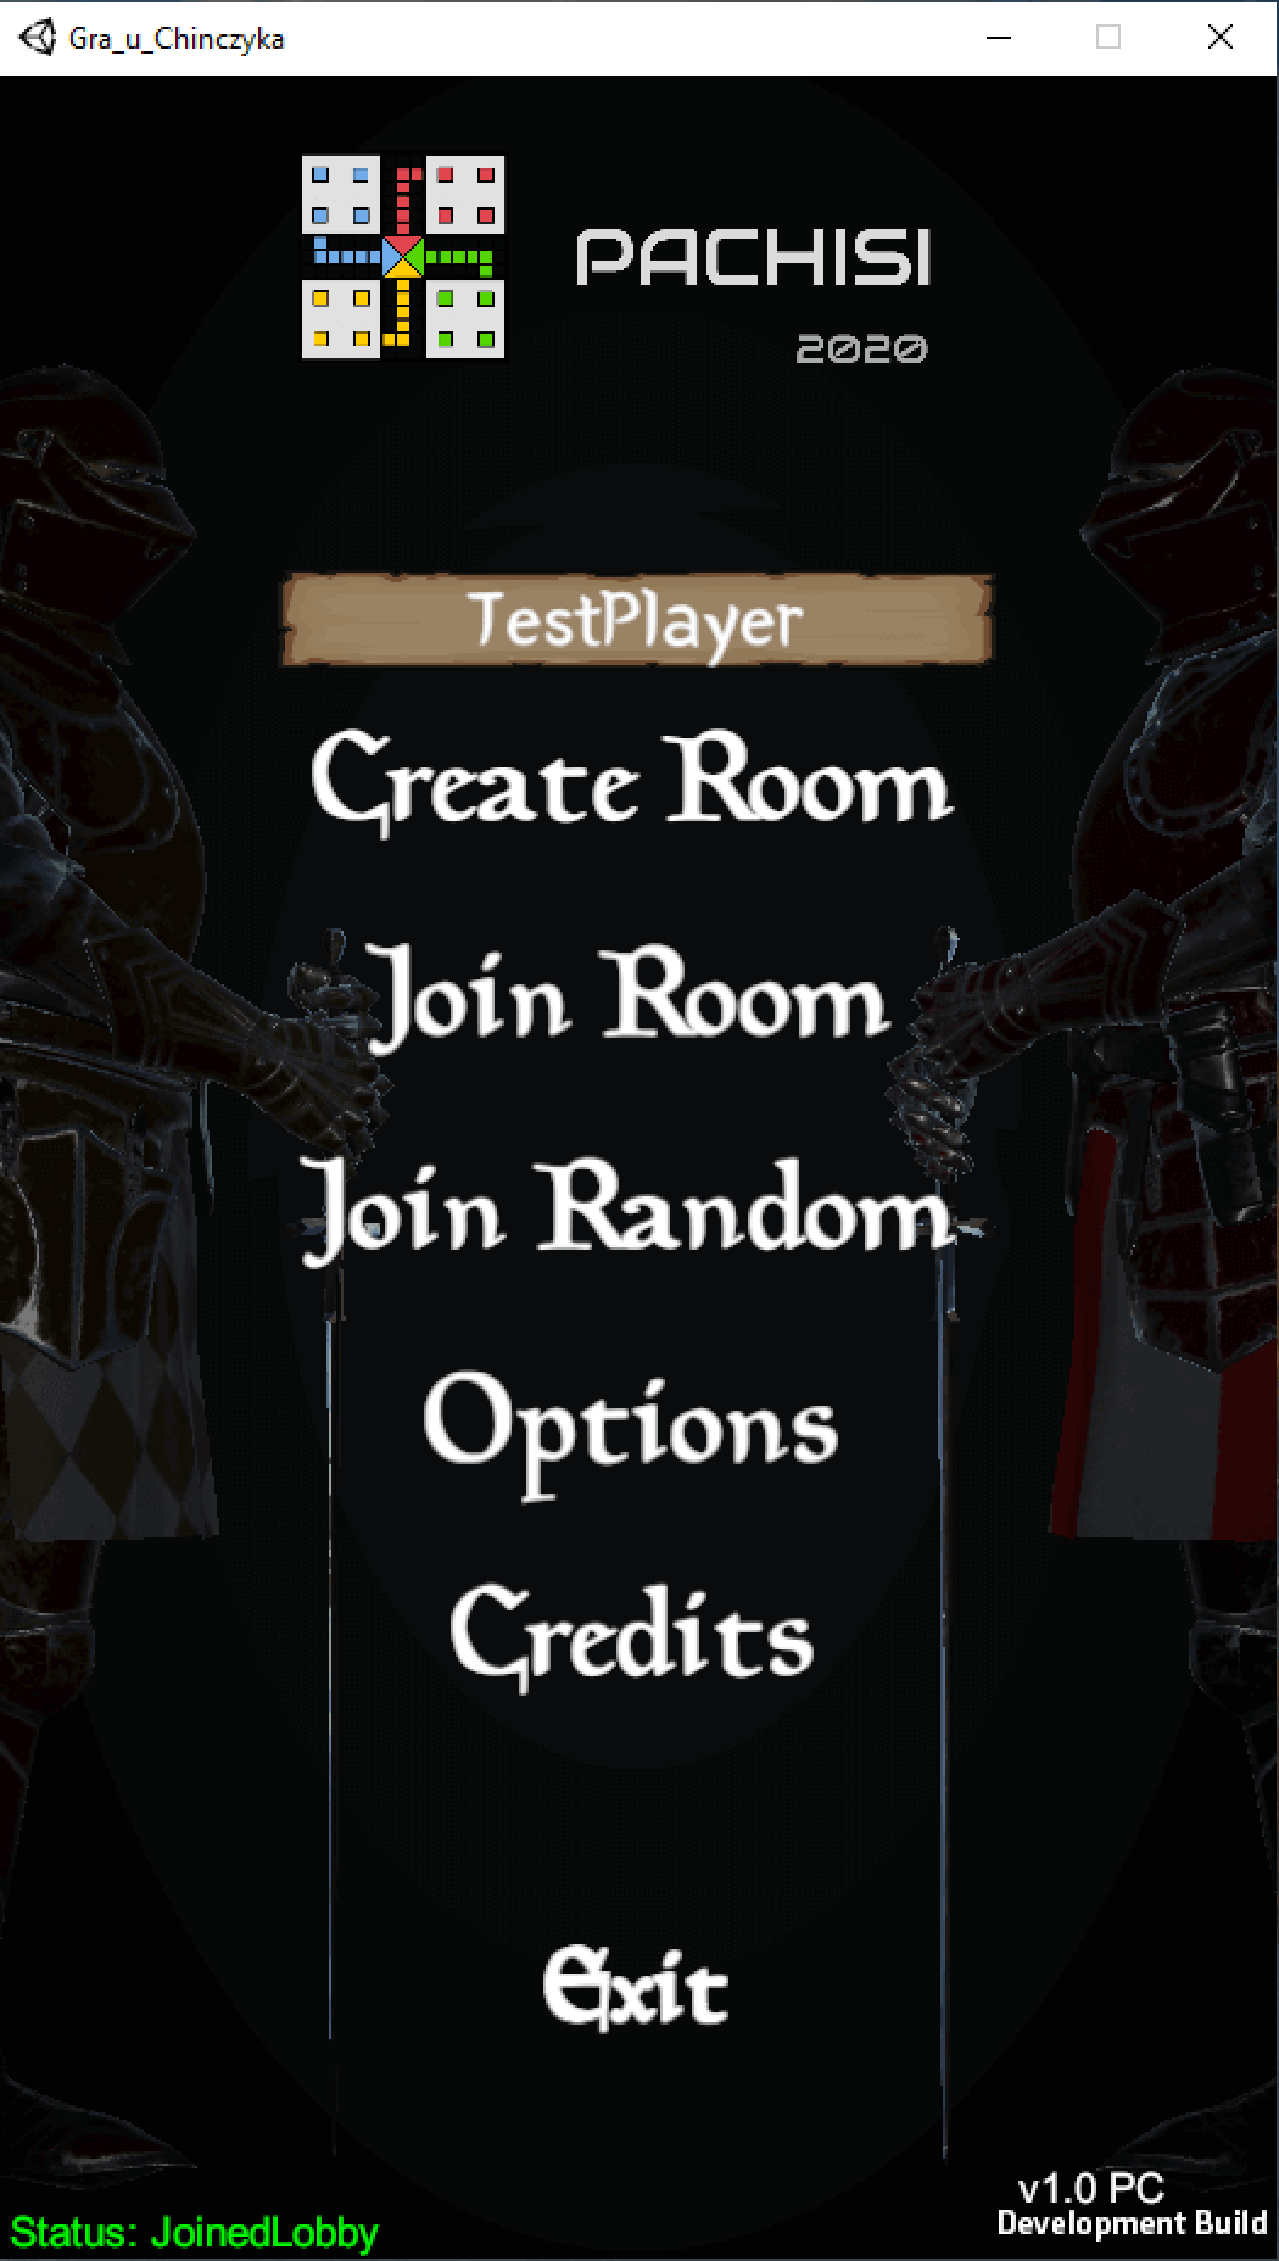 Gra_u_Chinczyka
PACHISI
2020
TestPlayer
Create Room
Join Room
Join Random
Options
Credits
Exit
v1.0 PC
Development Build
Status: JoinedLobby